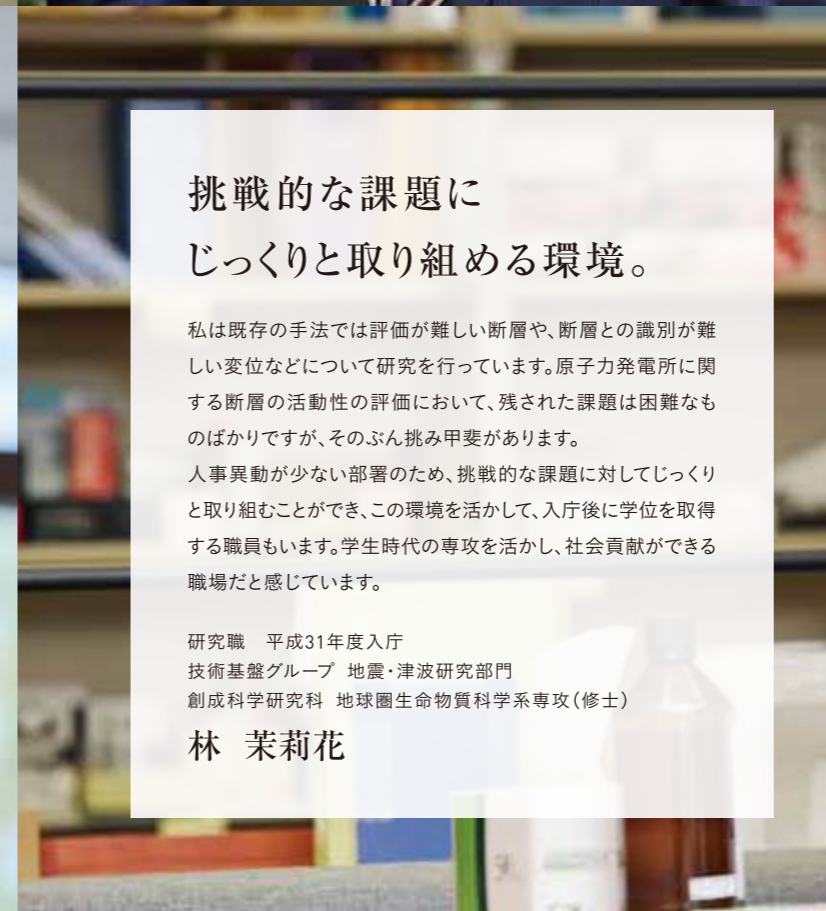 挑戦的な課題に
じっくりと取り組める環境。
私は既存の手法では評価が難しい断層や、断層との識別が難
しい変位などについて研究を行っています。原子力発電所に関
する断層の活動性の評価において、残された課題は困難なも
のばかりですが、そのぶん挑み甲斐があります。
人事異動が少ない部署のため、挑戦的な課題に対してじっくり
と取り組むことができ、この環境を活かして、入庁後に学位を取得
する職員もいます。学生時代の専攻を活かし、社会貢献ができる
職場だと感じています。
研究職　平成31年度入庁
技術基盤グループ 地震・津波研究部門
創成科学研究科 地球圏生命物質科学系専攻（修士）
林 茉莉花